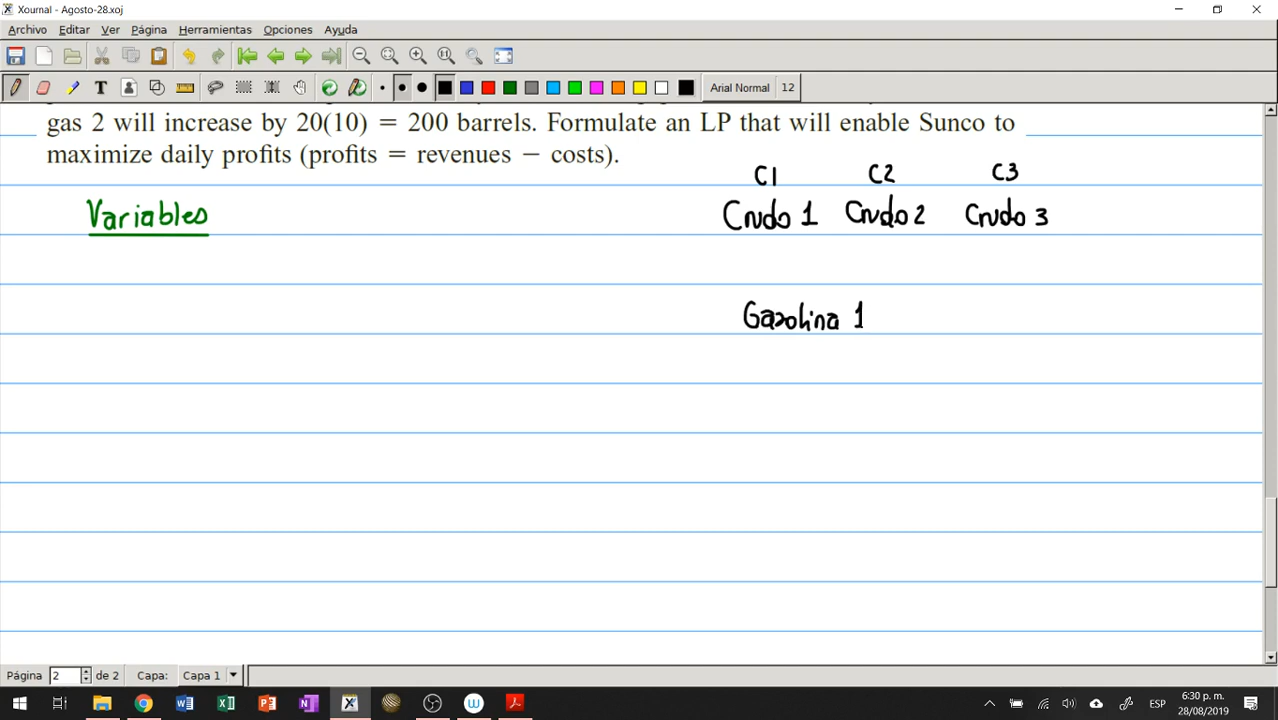 Xournal - Agosto-28.xoj
Archivo Editar Ver Página Herramientas Opciones Ayuda
Arial Normal 12
gas 2 will increase by 20(10) = 200 barrels. Formulate an LP that will enable Sunco to
maximize daily profits (profits = revenues − costs).
C1 C2 C3
Variables Crudo 1 Crudo 2 Crudo 3
Gasolina 1
Página 2 de 2 Capa: Capa 1
ESP 6:30 p. m.
28/08/2019